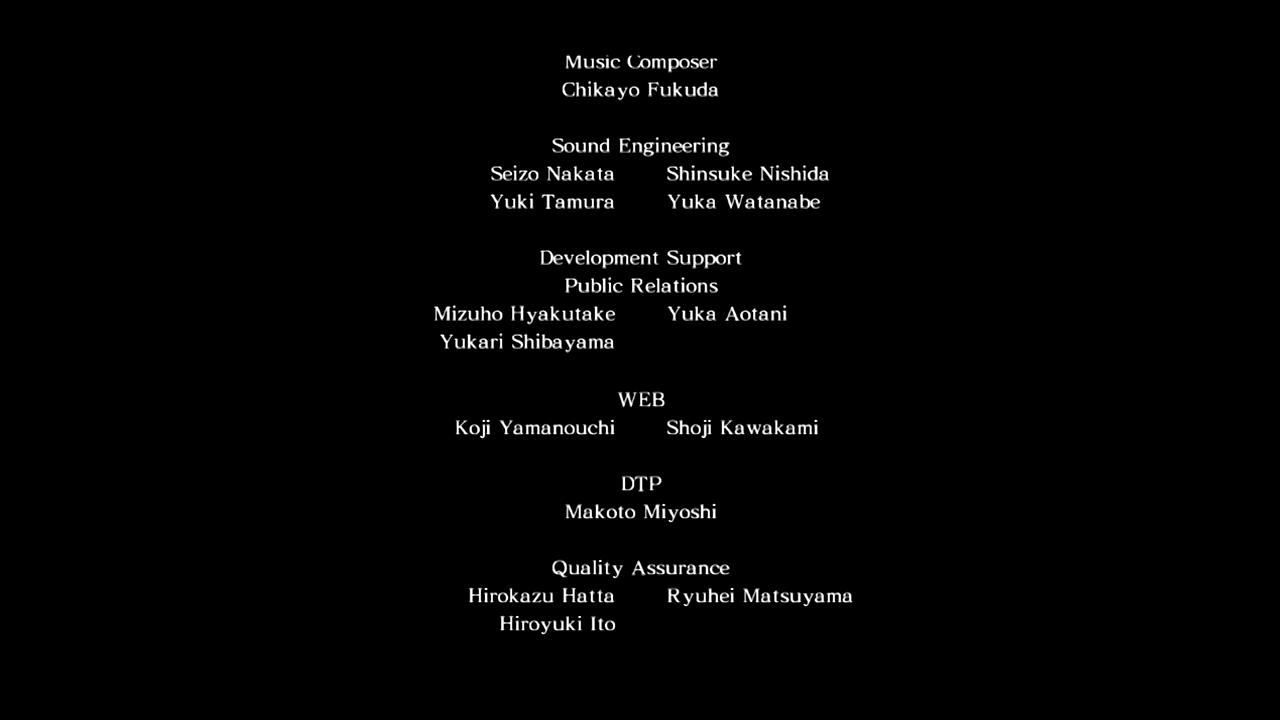 Music Composer
Chikayo Fukuda
Sound Engineering
Seizo Nakata Shinsuke Nishida
Yuki Tamura Yuka Watanabe
Development Support
Public Relations
Mizuho Hyakutake Yuka Aotani
Yukari Shibayama
WEB
Koji Yamanouchi Shoji Kawakami
DTP
Makoto Miyoshi
Quality Assurance
Hirokazu Hatta Ryuhei Matsuyama
Hiroyuki Ito